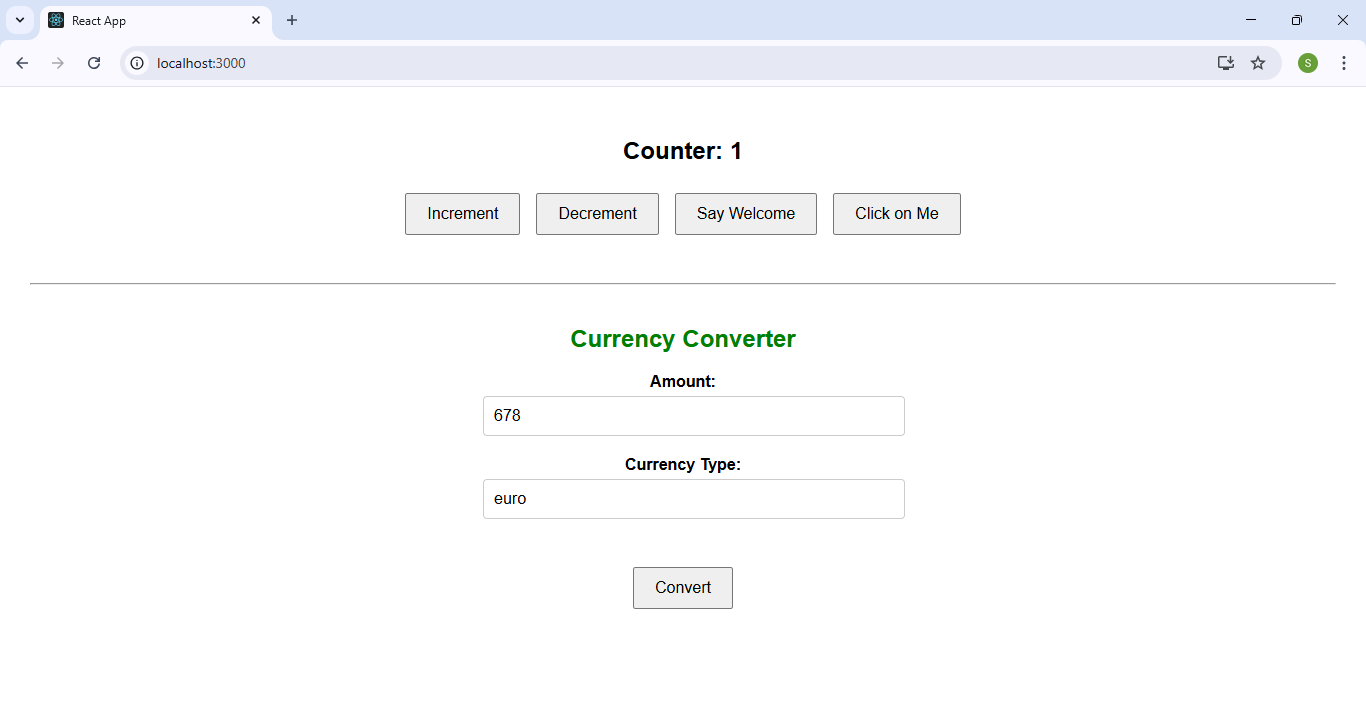 React App
localhost:3000
S
Counter: 1
Increment Decrement Say Welcome Click on Me
Currency Converter
Amount:
678
Currency Type:
euro
Convert